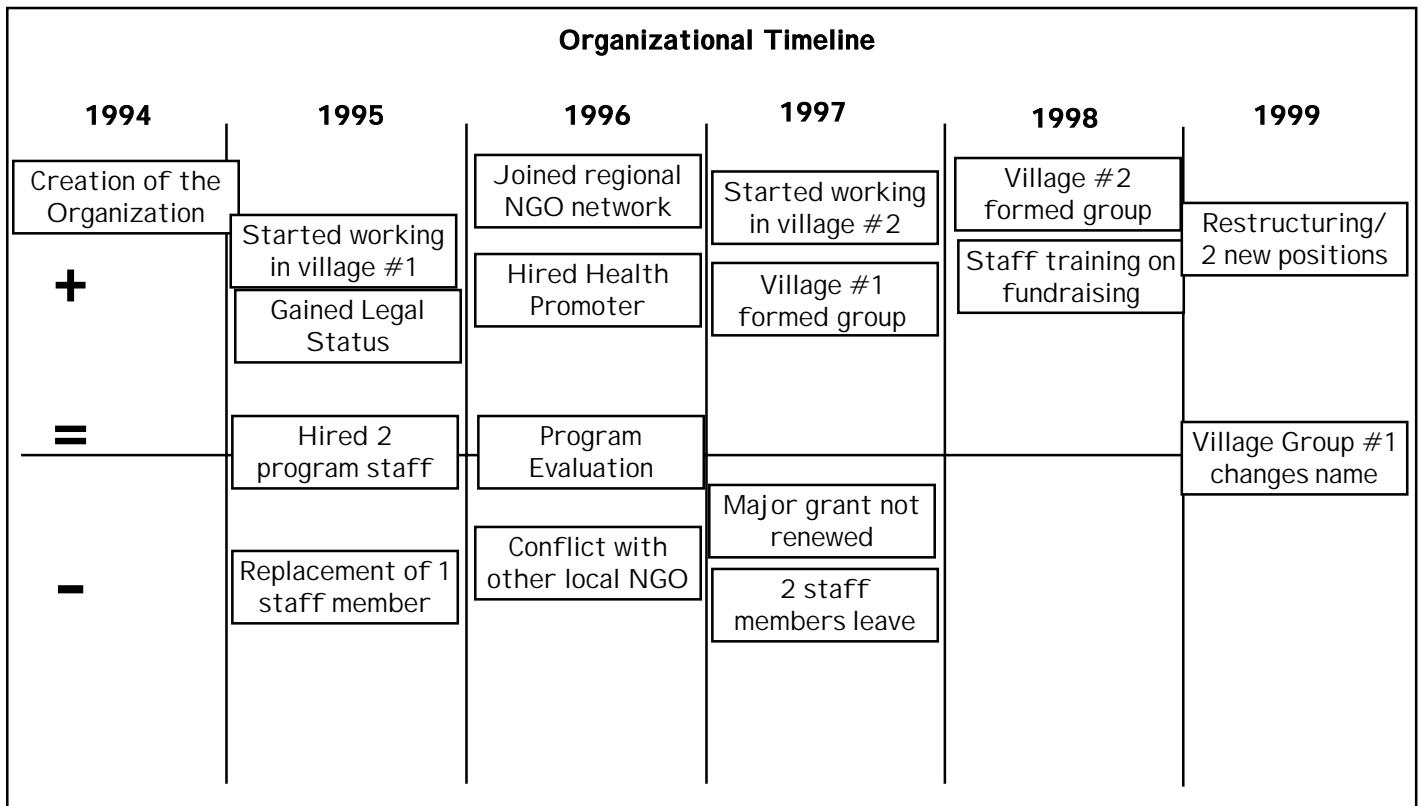 Organizational Timeline
1994 1995 1996 1997 1998 1999
Creation of the
Organization
Started working
in village #1
Gained Legal
Status
Joined regional
NGO network
Hired Health
Promoter
Started working
in village #2
Village #1
formed group
Village #2
formed group
Staff training on
fundraising
Restructuring/
2 new positions
+
=
Hired 2
program staff
Program
Evaluation
Village Group #1
changes name
-
Replacement of 1
staff member
Conflict with
other local NGO
Major grant not
renewed
2 staff
members leave